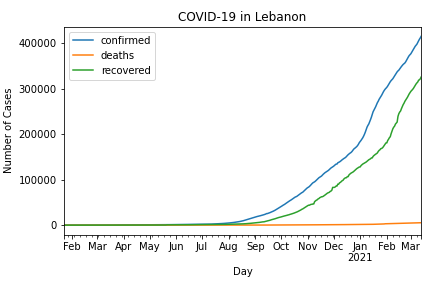 COVID-19 in Lebanon
confirmed
deaths
recovered
Number of Cases
400000
300000
200000
100000
0
Feb Mar Apr May Jun Jul Aug Sep Oct Nov Dec Jan Feb Mar
2021
Day